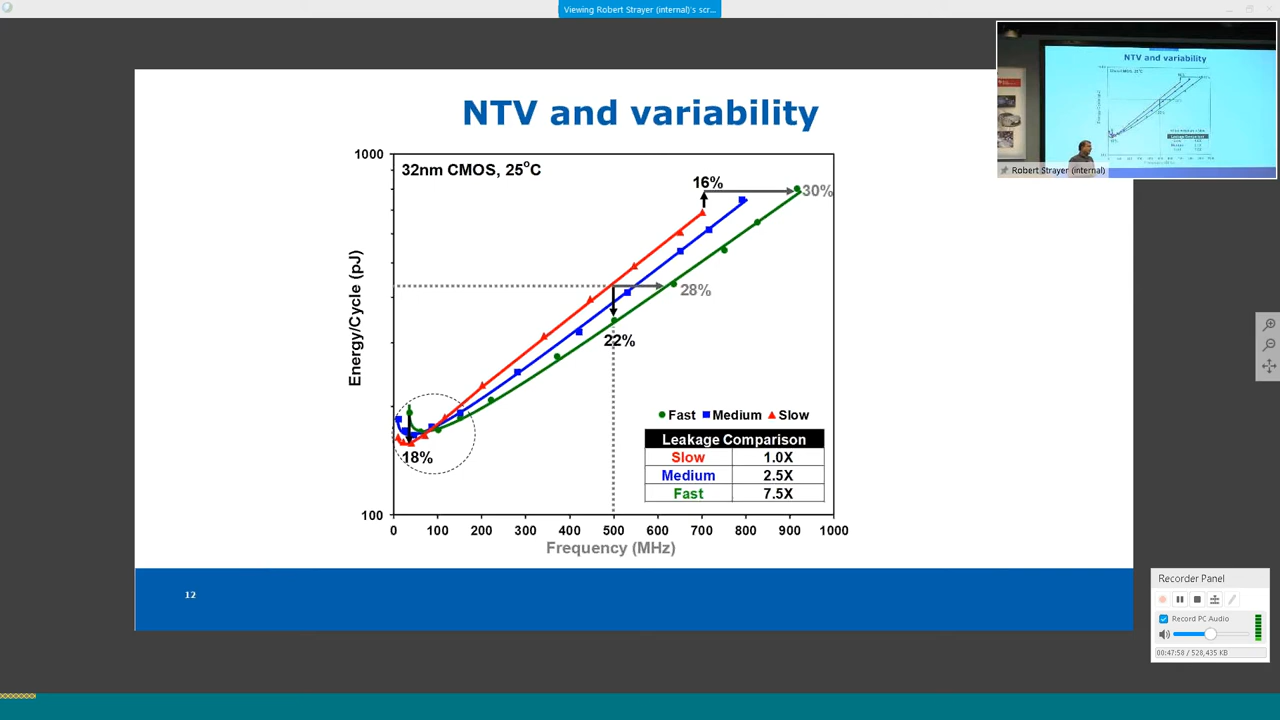 Viewing Robert Strayer (internal)'s scr...
NTV and variability
NTV and variability
Robert Strayer (internal)
32nm CMOS, 25°C
1000
100
Energy/Cycle (pJ)
16%
30%
28%
22%
18%
Fast Medium Slow
Leakage Comparison
Slow 1.0X
Medium 2.5X
Fast 7.5X
0 100 200 300 400 500 600 700 800 900 1000
Frequency (MHz)
12
Recorder Panel
Record PC Audio
00:47:58 / 528,435 KB